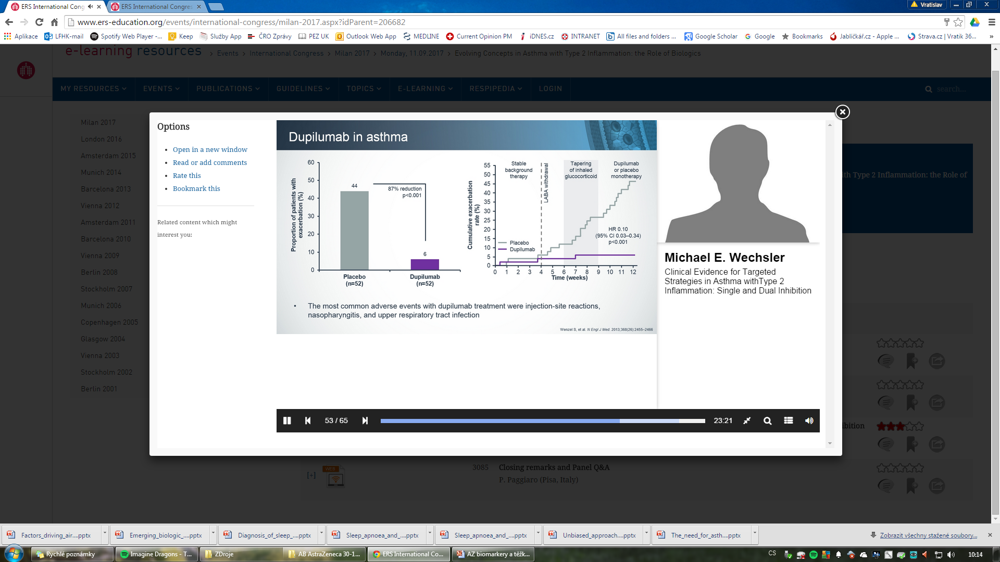 ERS International Cong
ERS International Congres
Vratislav
www.ers-education.org/events/international-congress/milan-2017.aspx?idParent=206682
Aplikace LFHK-mail Spotify Web Player -... Keep Služby App ČRO Zprávy PEZ UK Outlook Web App MEDLINE Current Opinion PM iDNES.cz INTRANET All files and folders ... Google Scholar Google Bookmarks Jablíčkář.cz - Apple ... Strava.cz | Vratik 36... »
e-learning resources > Events > International Congress > Milan 2017 > Monday, 11.09.2017 > Evolving Concepts in Asthma with Type 2 Inflammation: the Role of Biologics
MY RESOURCES EVENTS PUBLICATIONS GUIDELINES TOPICS E-LEARNING RESPIPEDIA LOGIN search...
Milan 2017
London 2016
Amsterdam 2015
Munich 2014
Barcelona 2013
Vienna 2012
Amsterdam 2011
Barcelona 2010
Vienna 2009
Berlin 2008
Stockholm 2007
Munich 2006
Copenhagen 2005
Glasgow 2004
Vienna 2003
Stockholm 2002
Berlin 2001
Options
• Open in a new window
• Read or add comments
• Rate this
• Bookmark this
Related content which might
interest you:
Dupilumab in asthma
Proportion of patients with
exacerbation (%)
60
50
40
30
20
10
0
44
87% reduction
p<0.001
6
Placebo
(n=52)
Dupilumab
(n=52)
Cumulative exacerbation
rate (%)
55
50
45
40
35
30
25
20
15
10
5
0
Stable
background
therapy
LABA withdrawal
Tapering
of inhaled
glucocorticoid
Dupilumab
or placebo
monotherapy
HR 0.10
(95% CI 0.03–0.34)
p<0.001
Placebo
Dupilumab
0 1 2 3 4 5 6 7 8 9 10 11 12
Time (weeks)
• The most common adverse events with dupilumab treatment were injection-site reactions,
nasopharyngitis, and upper respiratory tract infection
Wenzel S, et al. N Engl J Med. 2013;368(26):2455–2466
Michael E. Wechsler
Clinical Evidence for Targeted
Strategies in Asthma withType 2
Inflammation: Single and Dual Inhibition
53 / 65
23:21
ith Type 2 Inflammation: the Role of
ibition
[+]
WEB
3085 Closing remarks and Panel Q&A
P. Paggiaro (Pisa, Italy)
Factors_driving_air....pptx Emerging_biologic_....pptx Diagnosis_of_sleep_....pptx Sleep_apnoea_and_....pptx Sleep_apnoea_and_....pptx Unbiased_approach....pptx The_need_for_asth....pptx Zobrazit všechny stažené soubory...
Rychlé poznámky Imagine Dragons - T... ZDroje AB AstraZeneca 30-1... ERS International Co... AZ biomarkery a těžk... CS 10:14